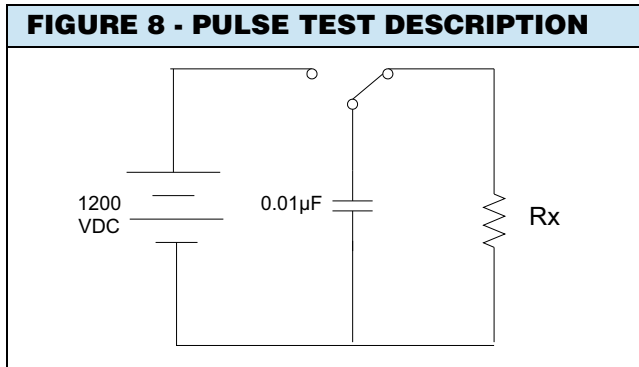 FIGURE 8 - PULSE TEST DESCRIPTION
1200
VDC
0.01µF
Rx